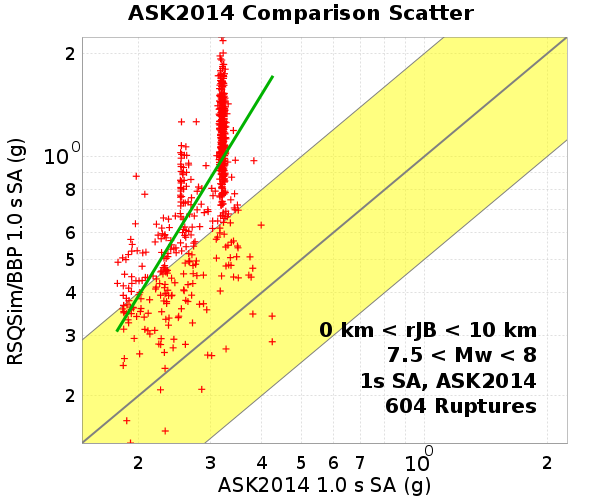 ASK2014 Comparison Scatter
RSQSim/BBP 1.0 s SA (g)
2
10^0
8
6
5
4
3
2
0 km < rJB < 10 km
7.5 < Mw < 8
1s SA, ASK2014
604 Ruptures
2 3 4 5 6 7 10^0 2
ASK2014 1.0 s SA (g)